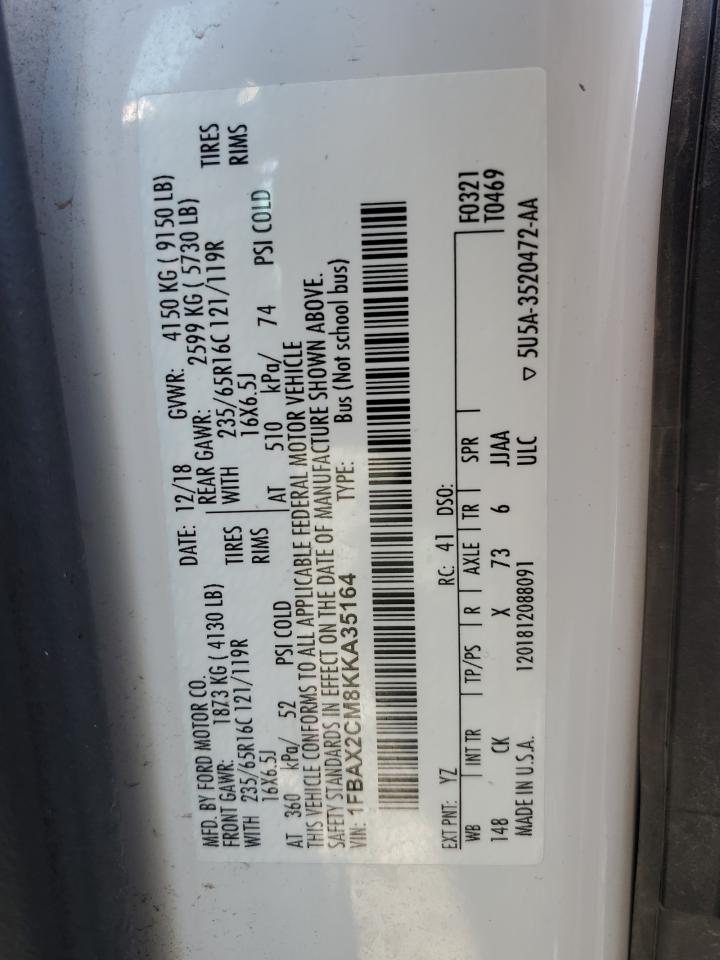 MFD. BY FORD MOTOR CO. DATE: 12/18 GVWR: 4150 KG ( 9150 LB)
FRONT GAWR: 1873 KG ( 4130 LB) REAR GAWR: 2599 KG ( 5730 LB)
WITH 235/65R16C 121/119R TIRES WITH 235/65R16C 121/119R TIRES
16X6.5J RIMS 16X6.5J RIMS
AT 360 kPa/ 52 PSI COLD AT 510 kPa/ 74 PSI COLD
THIS VEHICLE CONFORMS TO ALL APPLICABLE FEDERAL MOTOR VEHICLE
SAFETY STANDARDS IN EFFECT ON THE DATE OF MANUFACTURE SHOWN ABOVE.
VIN: 1FBAX2CM8KKA35164 TYPE: Bus (Not school bus)
EXT PNT: YZ RC: 41 DSO: F0321
WB INT TR TP/PS R AXLE TR SPR T0469
148 CK X 73 6 JJAA
MADE IN U.S.A. 1201812088091 ULC ▽ 5U5A-3520472-AA